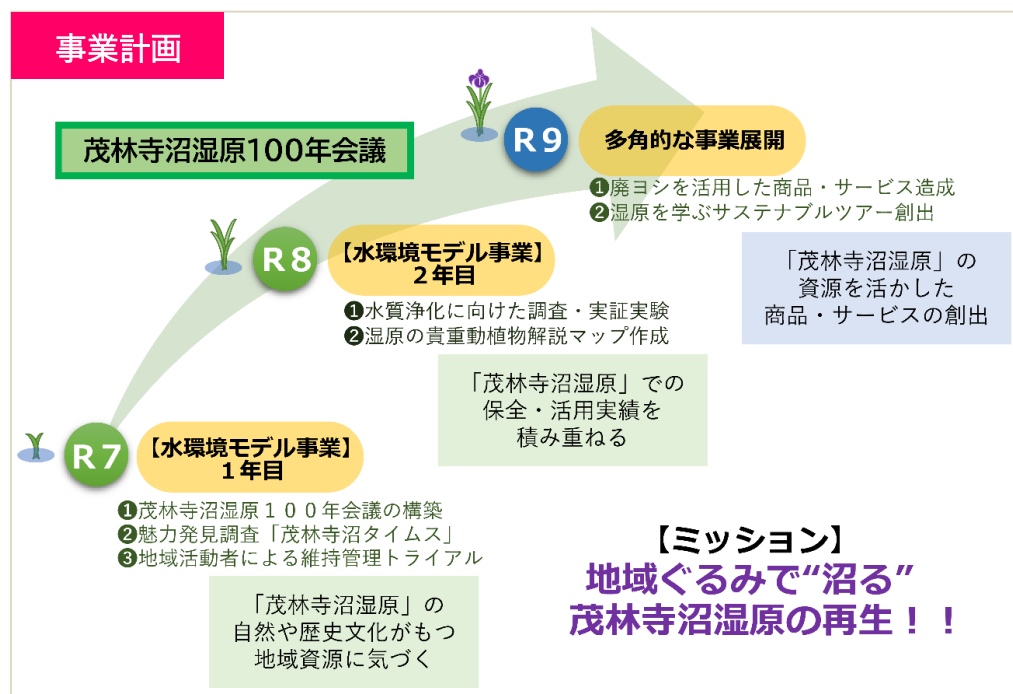 事業計画
茂林寺沼湿原100年会議
R9
多角的な事業展開
❶廃ヨシを活用した商品・サービス造成
❷湿原を学ぶサステナブルツアー創出
「茂林寺沼湿原」の
資源を活かした
商品・サービスの創出
R8
【水環境モデル事業】
２年目
❶水質浄化に向けた調査・実証実験
❷湿原の貴重動植物解説マップ作成
「茂林寺沼湿原」での
保全・活用実績を
積み重ねる
R7
【水環境モデル事業】
１年目
❶茂林寺沼湿原１００年会議の構築
❷魅力発見調査「茂林寺沼タイムス」
❸地域活動者による維持管理トライアル
「茂林寺沼湿原」の
自然や歴史文化がもつ
地域資源に気づく
【ミッション】
地域ぐるみで“沼る”
茂林寺沼湿原の再生！！